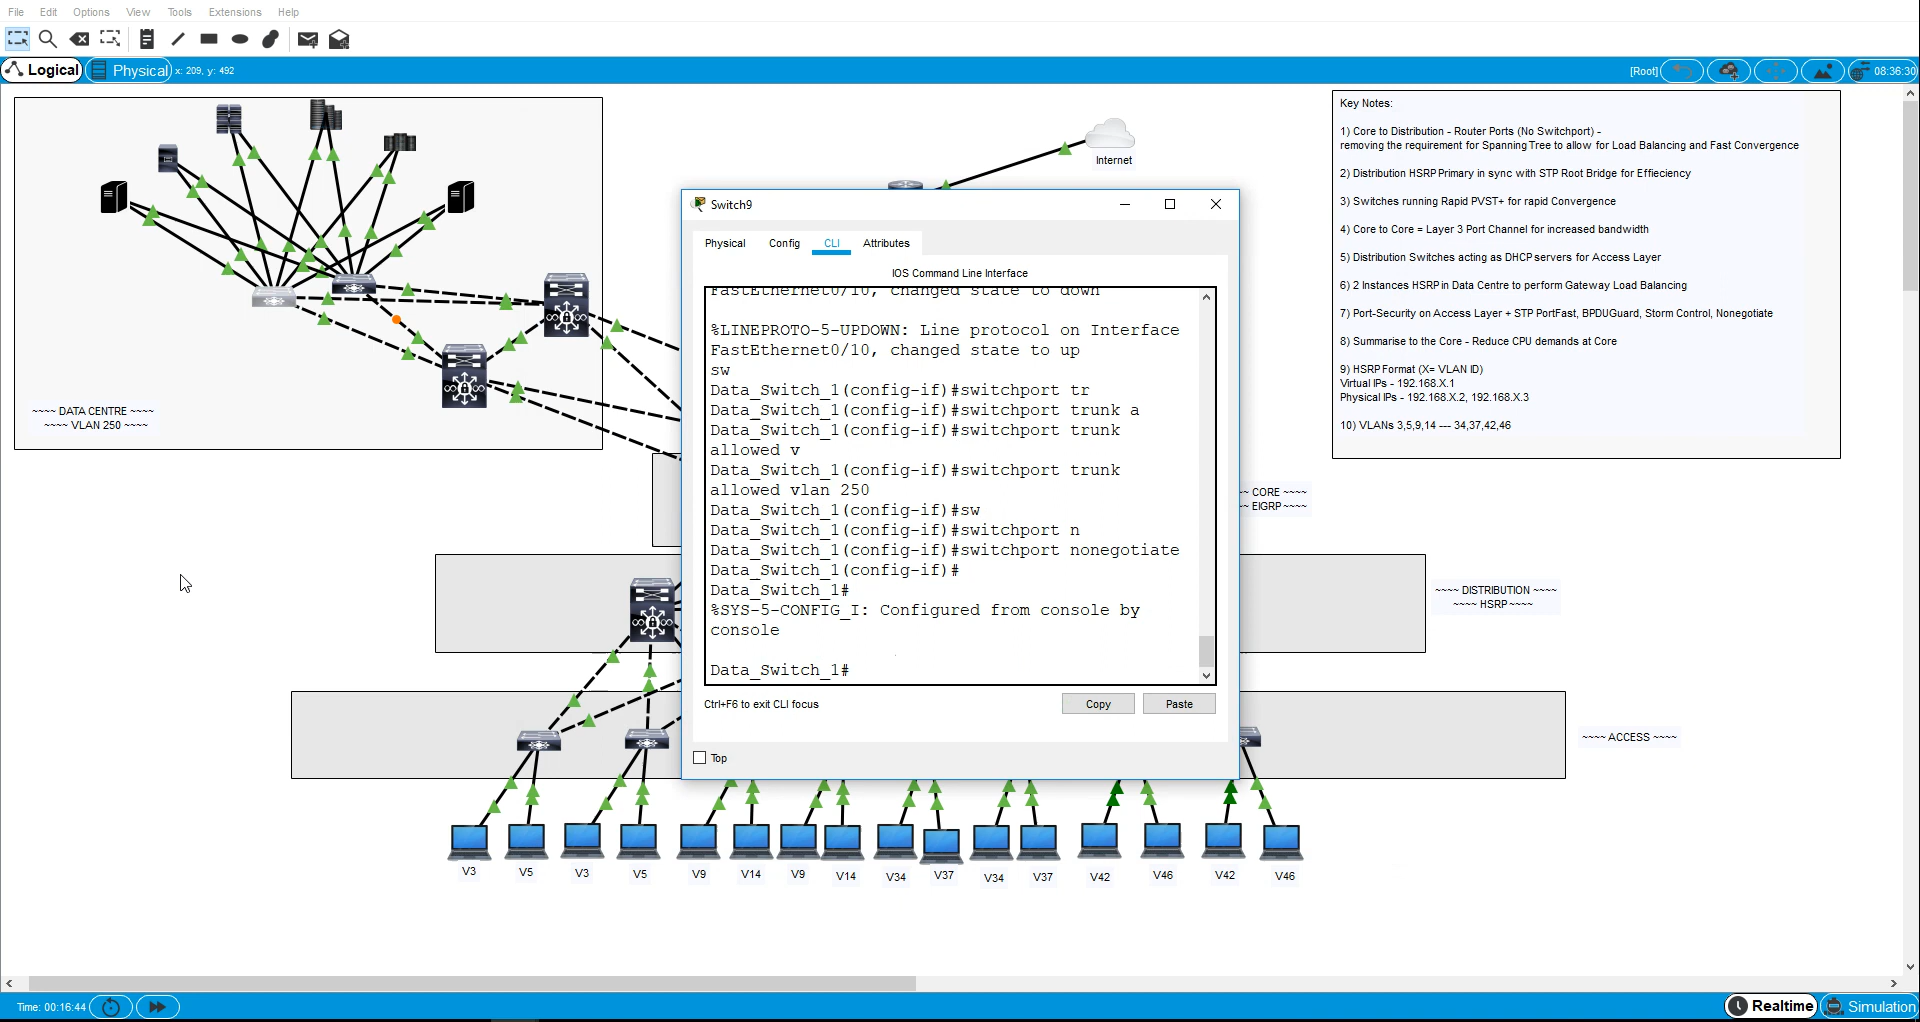 File Edit Options View Tools Extensions Help
Logical Physical x: 209, y: 492 [Root] 08:36:30
Internet
~~~~ DATA CENTRE ~~~~
~~~~ VLAN 250 ~~~~
Key Notes:
1) Core to Distribution - Router Ports (No Switchport) -
removing the requirement for Spanning Tree to allow for Load Balancing and Fast Convergence
2) Distribution HSRP Primary in sync with STP Root Bridge for Effieciency
3) Switches running Rapid PVST+ for rapid Convergence
4) Core to Core = Layer 3 Port Channel for increased bandwidth
5) Distribution Switches acting as DHCP servers for Access Layer
6) 2 Instances HSRP in Data Centre to perform Gateway Load Balancing
7) Port-Security on Access Layer + STP PortFast, BPDUGuard, Storm Control, Nonegotiate
8) Summarise to the Core - Reduce CPU demands at Core
9) HSRP Format (X= VLAN ID)
Virtual IPs - 192.168.X.1
Physical IPs - 192.168.X.2, 192.168.X.3
10) VLANs 3,5,9,14 --- 34,37,42,46
Switch9
Physical Config CLI Attributes
IOS Command Line Interface
FastEthernet0/10, changed state to down
%LINEPROTO-5-UPDOWN: Line protocol on Interface
FastEthernet0/10, changed state to up
sw
Data_Switch_1(config-if)#switchport tr
Data_Switch_1(config-if)#switchport trunk a
Data_Switch_1(config-if)#switchport trunk
allowed v
Data_Switch_1(config-if)#switchport trunk
allowed vlan 250
Data_Switch_1(config-if)#sw
Data_Switch_1(config-if)#switchport n
Data_Switch_1(config-if)#switchport nonegotiate
Data_Switch_1(config-if)#
Data_Switch_1#
%SYS-5-CONFIG_I: Configured from console by
console
Data_Switch_1#
Ctrl+F6 to exit CLI focus
Copy Paste
Top
~ CORE ~~~~
~ EIGRP ~~~~
~~~~ DISTRIBUTION ~~~~
~~~~ HSRP ~~~~
~~~~ ACCESS ~~~~
V3 V5 V3 V5 V9 V14 V9 V14 V34 V37 V34 V37 V42 V46 V42 V46
Time: 00:16:44
Realtime Simulation